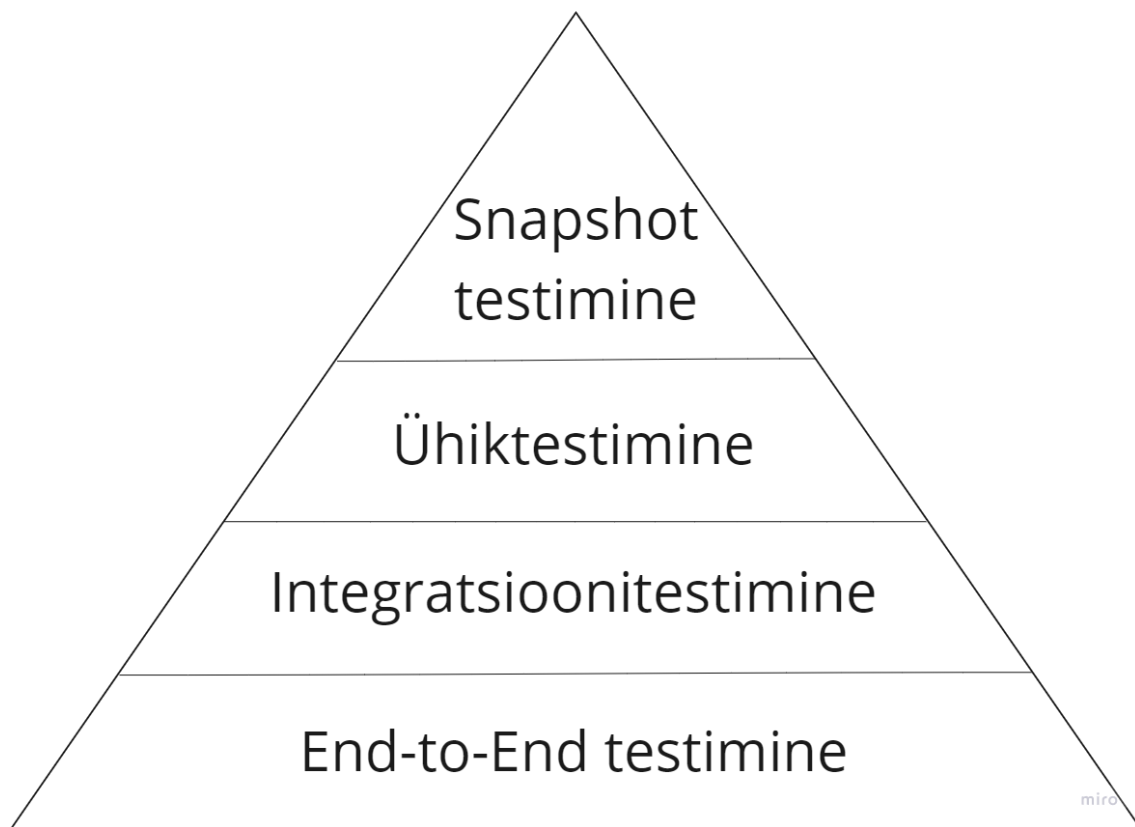 Snapshot
testimine
Ühiktestimine
Integratsioonitestimine
End-to-End testimine
miro